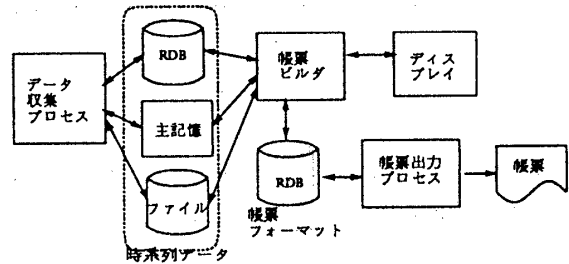 データ
収集
プロセス
RDB
主記憶
ファイル
時系列データ
帳票
ビルダ
ディス
プレイ
RDB
帳票
フォーマット
帳票出力
プロセス
帳票